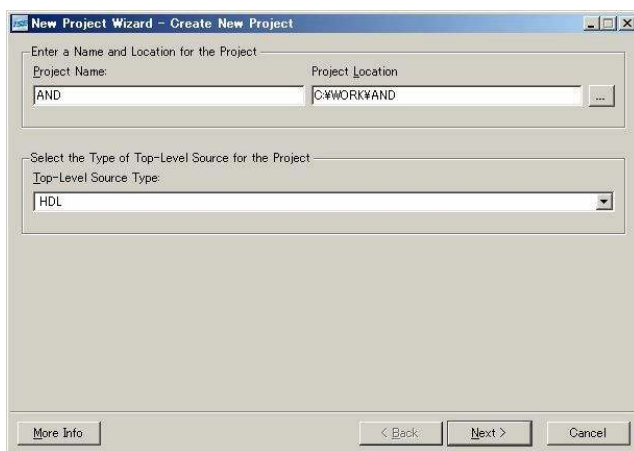 New Project Wizard - Create New Project
Enter a Name and Location for the Project
Project Name:
Project Location
AND
C:¥WORK¥AND
...
Select the Type of Top-Level Source for the Project
Top-Level Source Type:
HDL
More Info
< Back
Next >
Cancel